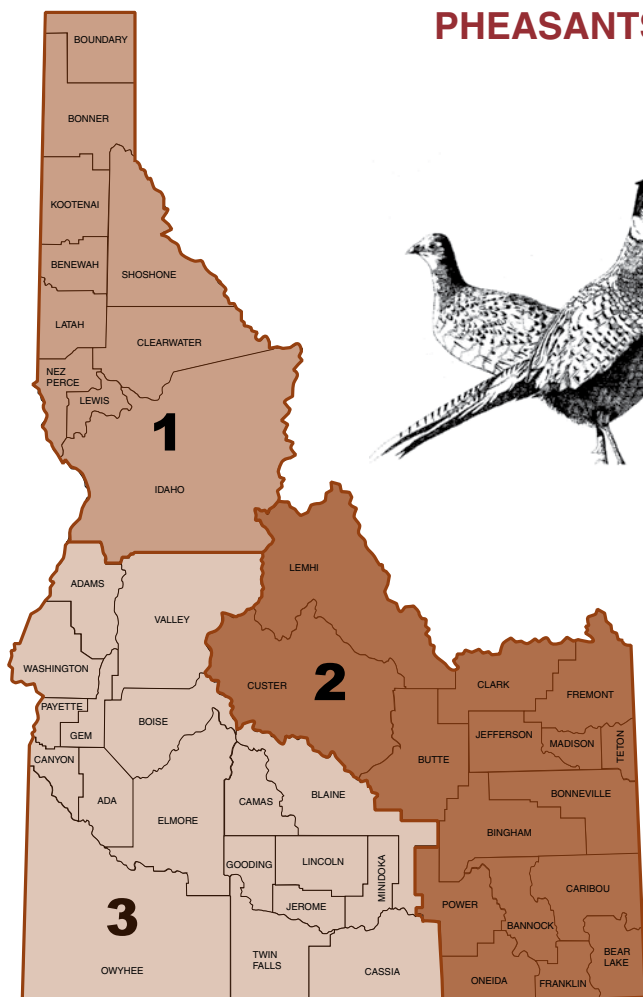 PHEASANTS
BOUNDARY
BONNER
KOOTENAI
BENEWAH
SHOSHONE
LATAH
CLEARWATER
NEZ
PERCE
LEWIS
1
IDAHO
LEMHI
ADAMS
VALLEY
WASHINGTON
CUSTER
2
CLARK
FREMONT
PAYETTE
BOISE
GEM
JEFFERSON
MADISON
TETON
CANYON
BUTTE
ADA
CAMAS
BLAINE
BONNEVILLE
ELMORE
BINGHAM
GOODING
LINCOLN
MINIDOKA
JEROME
POWER
CARIBOU
3
BANNOCK
OWYHEE
TWIN
FALLS
CASSIA
BEAR
LAKE
ONEIDA
FRANKLIN